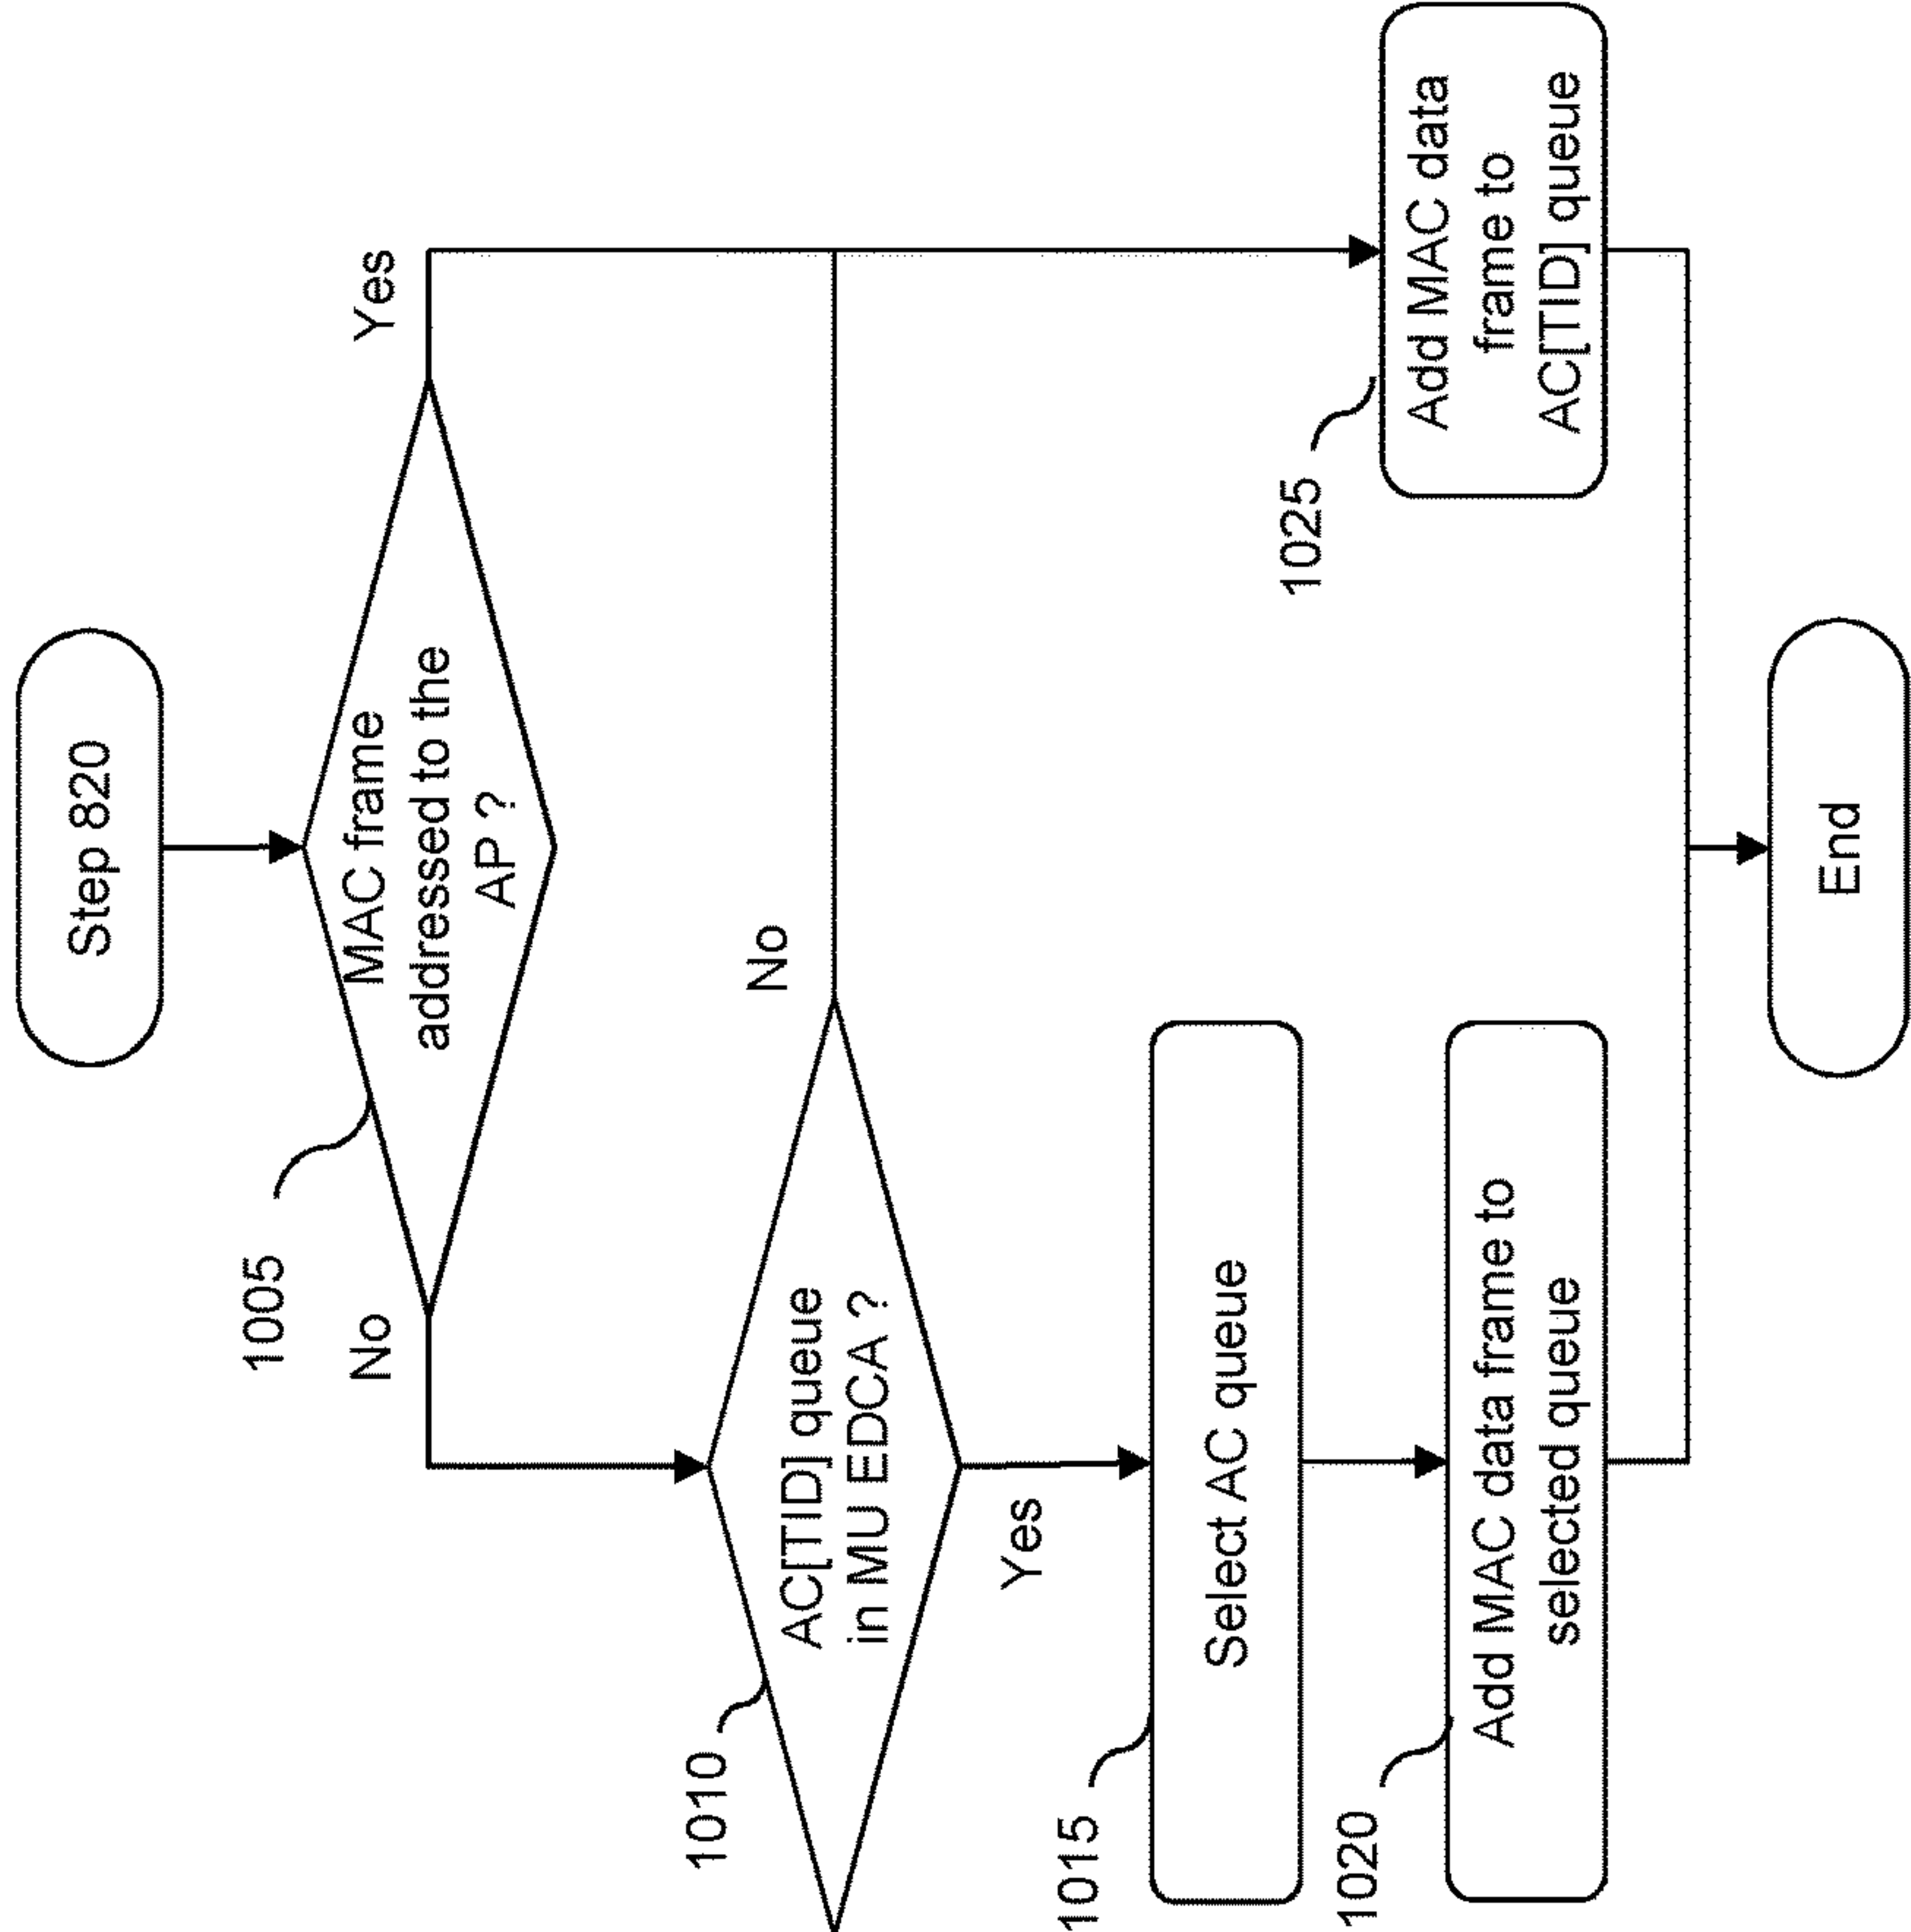 Step 820
1005
MAC frame
addressed to the
AP ?
No
Yes
1010
AC[TID] queue
in MU EDCA ?
No
Yes
1015
Select AC queue
1020
Add MAC data frame to
selected queue
1025
Add MAC data
frame to
AC[TID] queue
End